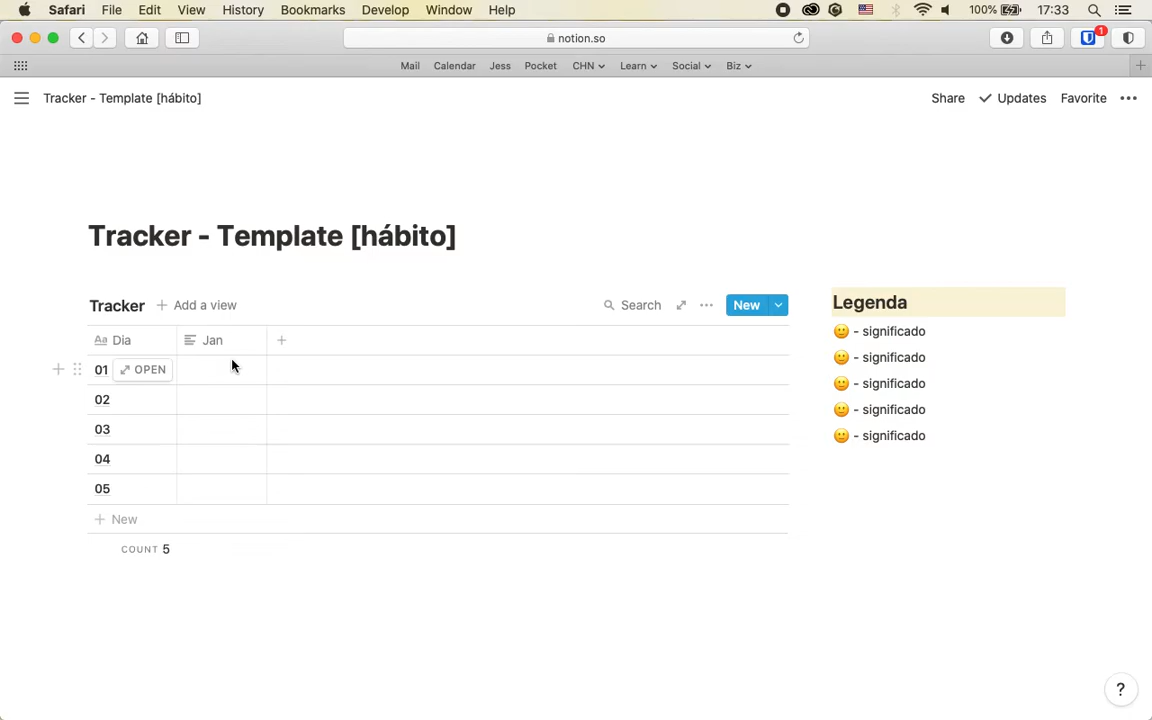 Safari File Edit View History Bookmarks Develop Window Help 100% 17:33
notion.so 1
Mail Calendar Jess Pocket CHN Learn Social Biz
Tracker - Template [hábito] Share Updates Favorite •••
Tracker - Template [hábito]
Tracker + Add a view Search ••• New
Legenda
Aa Dia Jan +
🙂 - significado
01 OPEN
🙂 - significado
02
🙂 - significado
03
🙂 - significado
04
🙂 - significado
05
+ New
COUNT 5
?